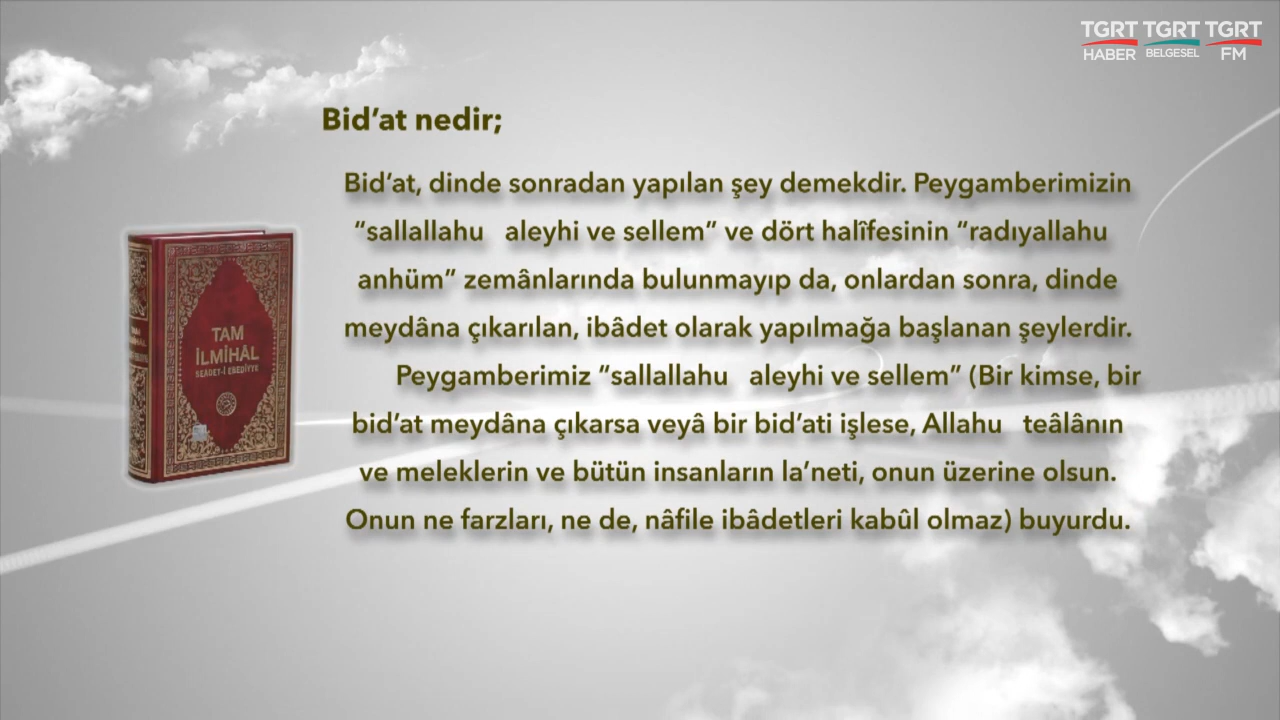 TGRT TGRT TGRT
HABER BELGESEL FM
Bid’at nedir;
Bid’at, dinde sonradan yapılan şey demekdir. Peygamberimizin
“sallallahu aleyhi ve sellem” ve dört halîfesinin “radıyallahu
anhüm” zemânlarında bulunmayıp da, onlardan sonra, dinde
meydâna çıkarılan, ibâdet olarak yapılmağa başlanan şeylerdir.
Peygamberimiz “sallallahu aleyhi ve sellem” (Bir kimse, bir
bid’at meydâna çıkarsa veyâ bir bid’ati işlese, Allahu teâlânın
ve meleklerin ve bütün insanların la’neti, onun üzerine olsun.
Onun ne farzları, ne de, nâfile ibâdetleri kabûl olmaz) buyurdu.
TAM
İLMİHÂL
SEADET-İ EBEDİYYE